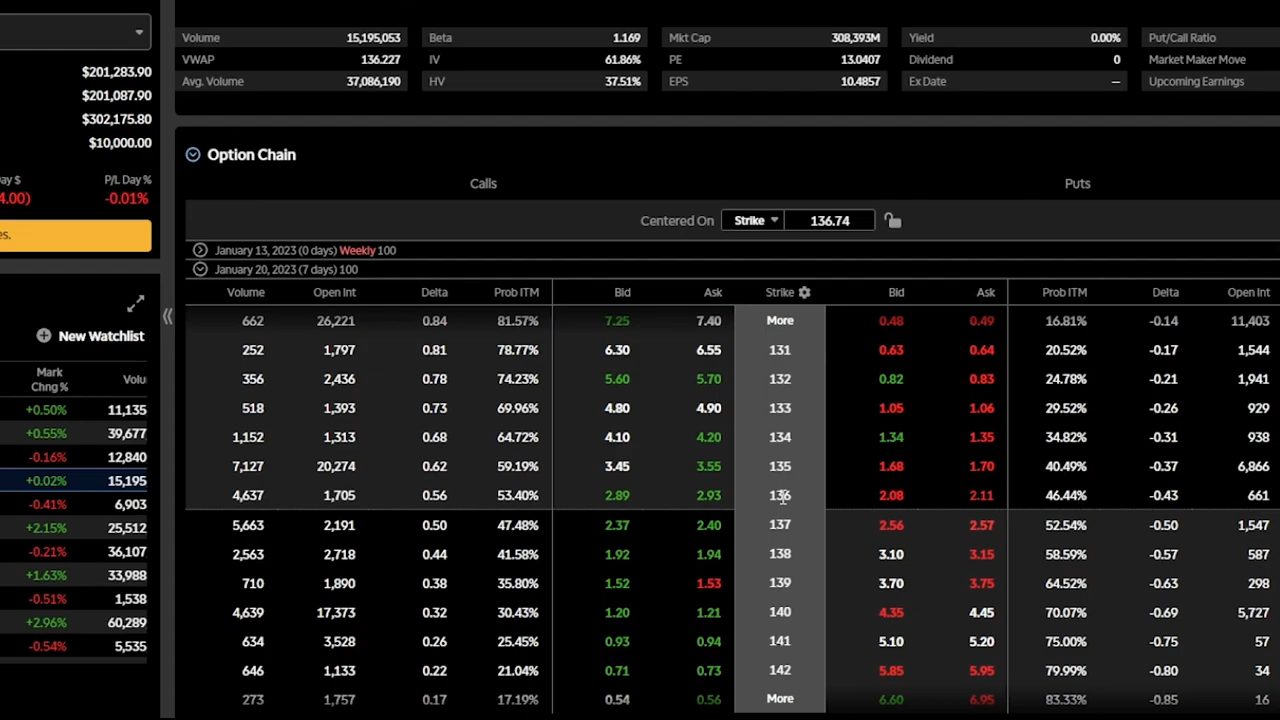 $201,283.90
$201,087.90
$302,175.80
$10,000.00
ay $ P/L Day %
4.00) -0.01%
s.
New Watchlist
Mark Chng % Volu
+0.50% 11,135
+0.55% 39,677
-0.16% 12,840
+0.02% 15,195
-0.41% 6,903
+2.15% 25,512
-0.21% 36,107
+1.63% 33,988
-0.51% 1,538
+2.96% 60,289
-0.54% 5,535
Volume 15,195,053 Beta 1.169 Mkt Cap 308,393M Yield 0.00% Put/Call Ratio
VWAP 136.227 IV 61.86% PE 13.0407 Dividend 0 Market Maker Move
Avg. Volume 37,086,190 HV 37.51% EPS 10.4857 Ex Date — Upcoming Earnings
Option Chain
Calls Puts
Centered On Strike 136.74
January 13, 2023 (0 days) Weekly 100
January 20, 2023 (7 days) 100
Volume Open Int Delta Prob ITM Bid Ask Strike Bid Ask Prob ITM Delta Open Int
662 26,221 0.84 81.57% 7.25 7.40 More 0.48 0.49 16.81% -0.14 11,403
252 1,797 0.81 78.77% 6.30 6.55 131 0.63 0.64 20.52% -0.17 1,544
356 2,436 0.78 74.23% 5.60 5.70 132 0.82 0.83 24.78% -0.21 1,941
518 1,393 0.73 69.96% 4.80 4.90 133 1.05 1.06 29.52% -0.26 929
1,152 1,313 0.68 64.72% 4.10 4.20 134 1.34 1.35 34.82% -0.31 938
7,127 20,274 0.62 59.19% 3.45 3.55 135 1.68 1.70 40.49% -0.37 6,866
4,637 1,705 0.56 53.40% 2.89 2.93 136 2.08 2.11 46.44% -0.43 661
5,663 2,191 0.50 47.48% 2.37 2.40 137 2.56 2.57 52.54% -0.50 1,547
2,563 2,718 0.44 41.58% 1.92 1.94 138 3.10 3.15 58.59% -0.57 587
710 1,890 0.38 35.80% 1.52 1.53 139 3.70 3.75 64.52% -0.63 298
4,639 17,373 0.32 30.43% 1.20 1.21 140 4.35 4.45 70.07% -0.69 5,727
634 3,528 0.26 25.45% 0.93 0.94 141 5.10 5.20 75.00% -0.75 57
646 1,133 0.22 21.04% 0.71 0.73 142 5.85 5.95 79.99% -0.80 34
273 1,757 0.17 17.19% 0.54 0.56 More 6.60 6.95 83.33% -0.85 16